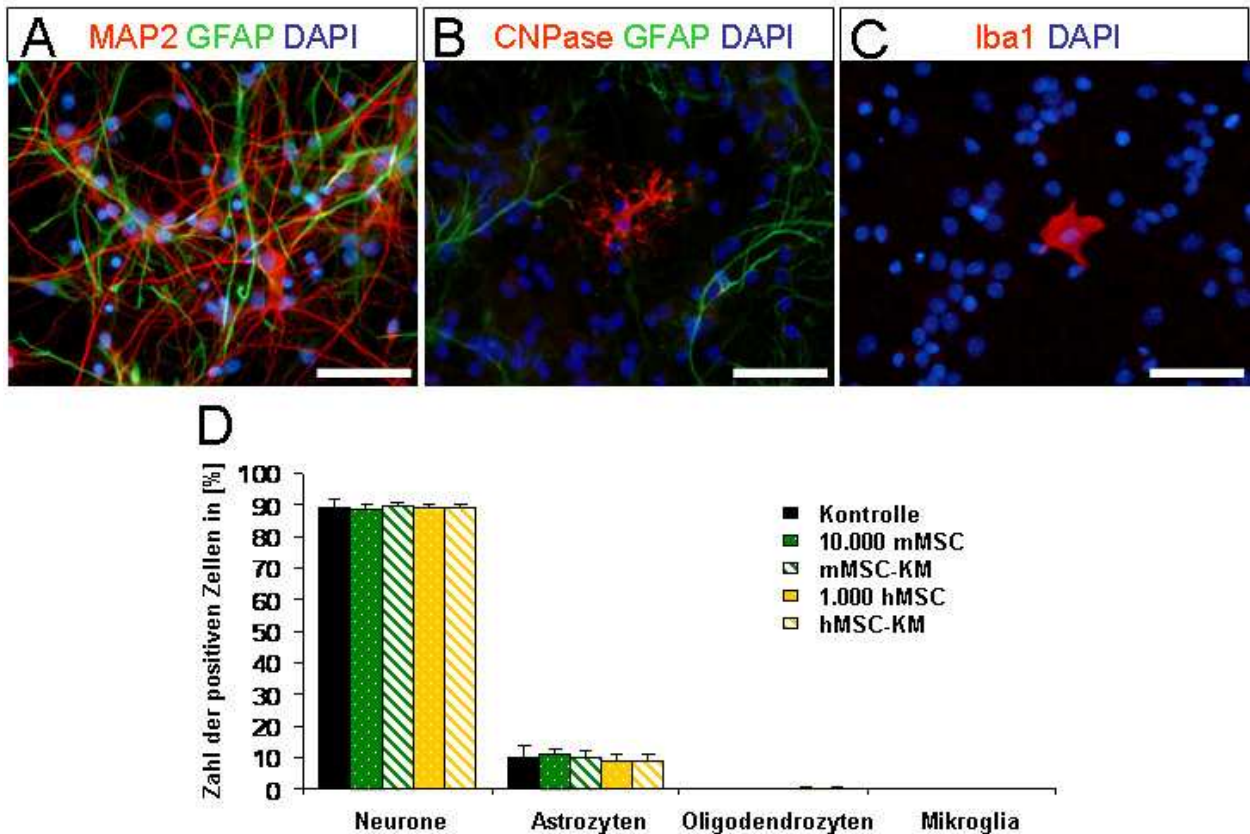 A MAP2 GFAP DAPI
B CNPase GFAP DAPI
C Iba1 DAPI
D
Zahl der positiven Zellen in [%]
100
90
80
70
60
50
40
30
20
10
0
Neurone Astrozyten Oligodendrozyten Mikroglia
Kontrolle
10.000 mMSC
mMSC-KM
1.000 hMSC
hMSC-KM